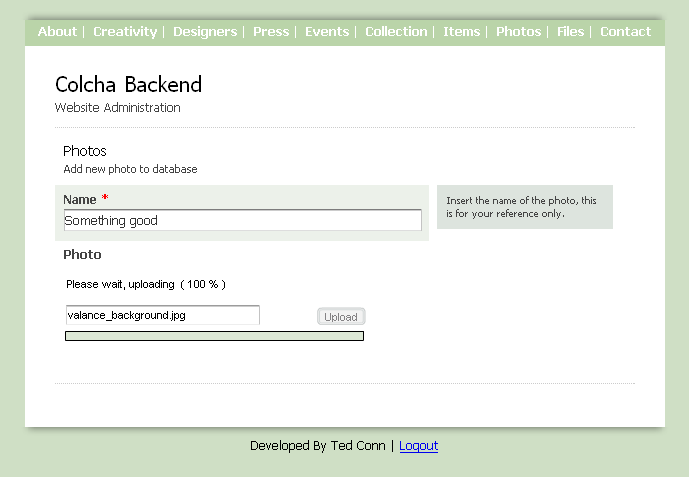 About | Creativity | Designers | Press | Events | Collection | Items | Photos | Files | Contact
Colcha Backend
Website Administration
Photos
Add new photo to database
Name *
Something good
Insert the name of the photo, this
is for your reference only.
Photo
Please wait, uploading ( 100 % )
valance_background.jpg
Upload
Developed By Ted Conn | Logout